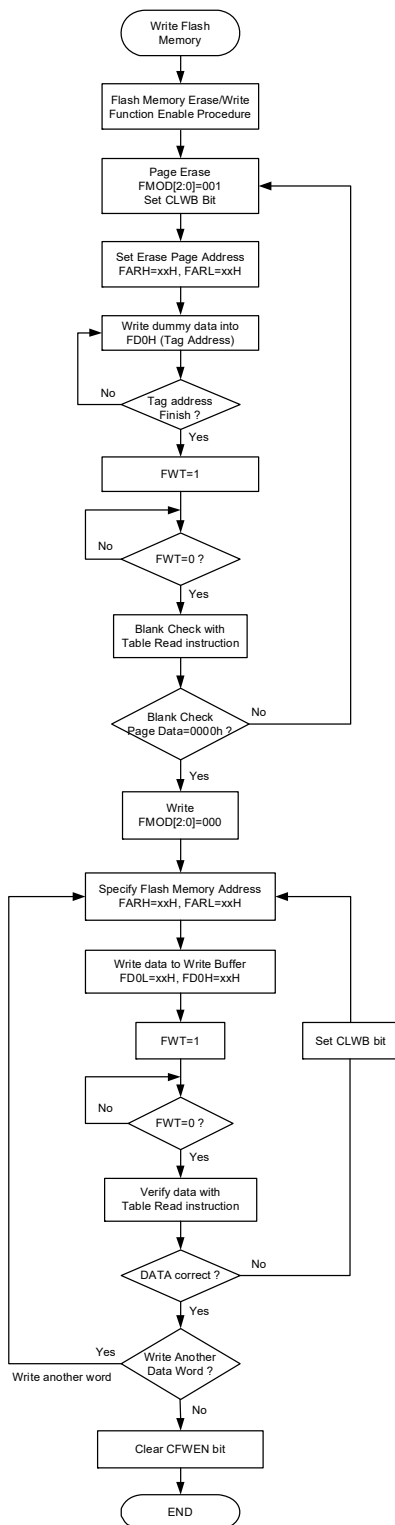 Write Flash
Memory
Flash Memory Erase/Write
Function Enable Procedure
Page Erase
FMOD[2:0]=001
Set CLWB Bit
Set Erase Page Address
FARH=xxH, FARL=xxH
Write dummy data into
FD0H (Tag Address)
No
Tag address
Finish ?
Yes
FWT=1
No
FWT=0 ?
Yes
Blank Check with
Table Read instruction
Blank Check
Page Data=0000h ?
No
Yes
Write
FMOD[2:0]=000
Specify Flash Memory Address
FARH=xxH, FARL=xxH
Write data to Write Buffer
FD0L=xxH, FD0H=xxH
FWT=1
Set CLWB bit
No
FWT=0 ?
Yes
Verify data with
Table Read instruction
DATA correct ?
No
Yes
Yes
Write another word
Write Another
Data Word ?
No
Clear CFWEN bit
END